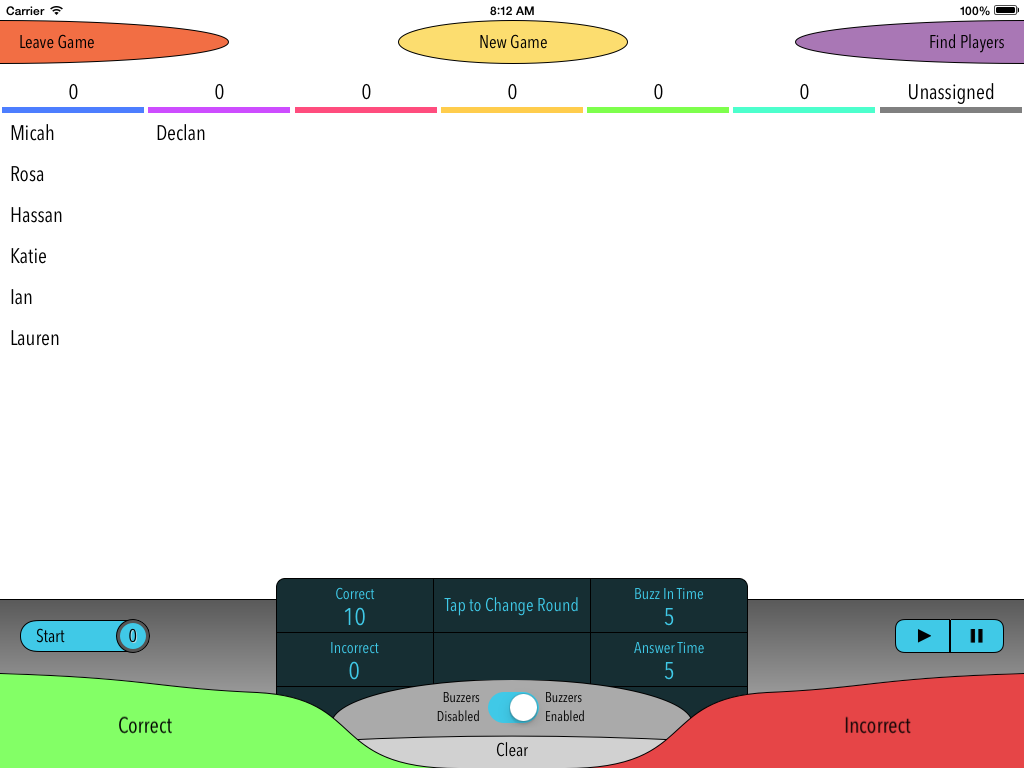 Carrier 8:12 AM 100%
Leave Game New Game Find Players
0 0 0 0 0 0 Unassigned
Micah Declan
Rosa
Hassan
Katie
Ian
Lauren
Correct Tap to Change Round Buzz In Time
10 5
Start 0
Incorrect Answer Time
0 5
Buzzers Disabled Buzzers Enabled
Correct Incorrect
Clear